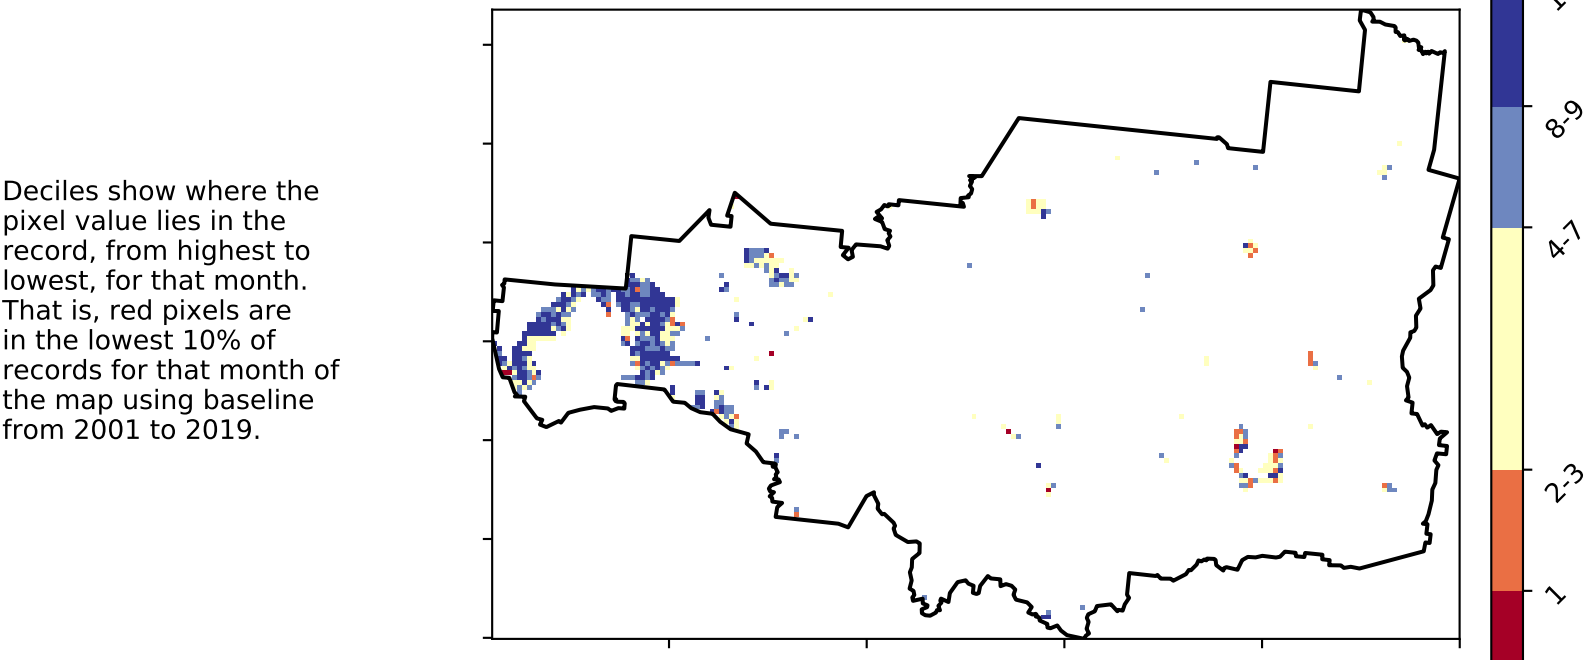 Deciles show where the
pixel value lies in the
record, from highest to
lowest, for that month.
That is, red pixels are
in the lowest 10% of
records for that month of
the map using baseline
from 2001 to 2019.
8-9
4-7
2-3
1